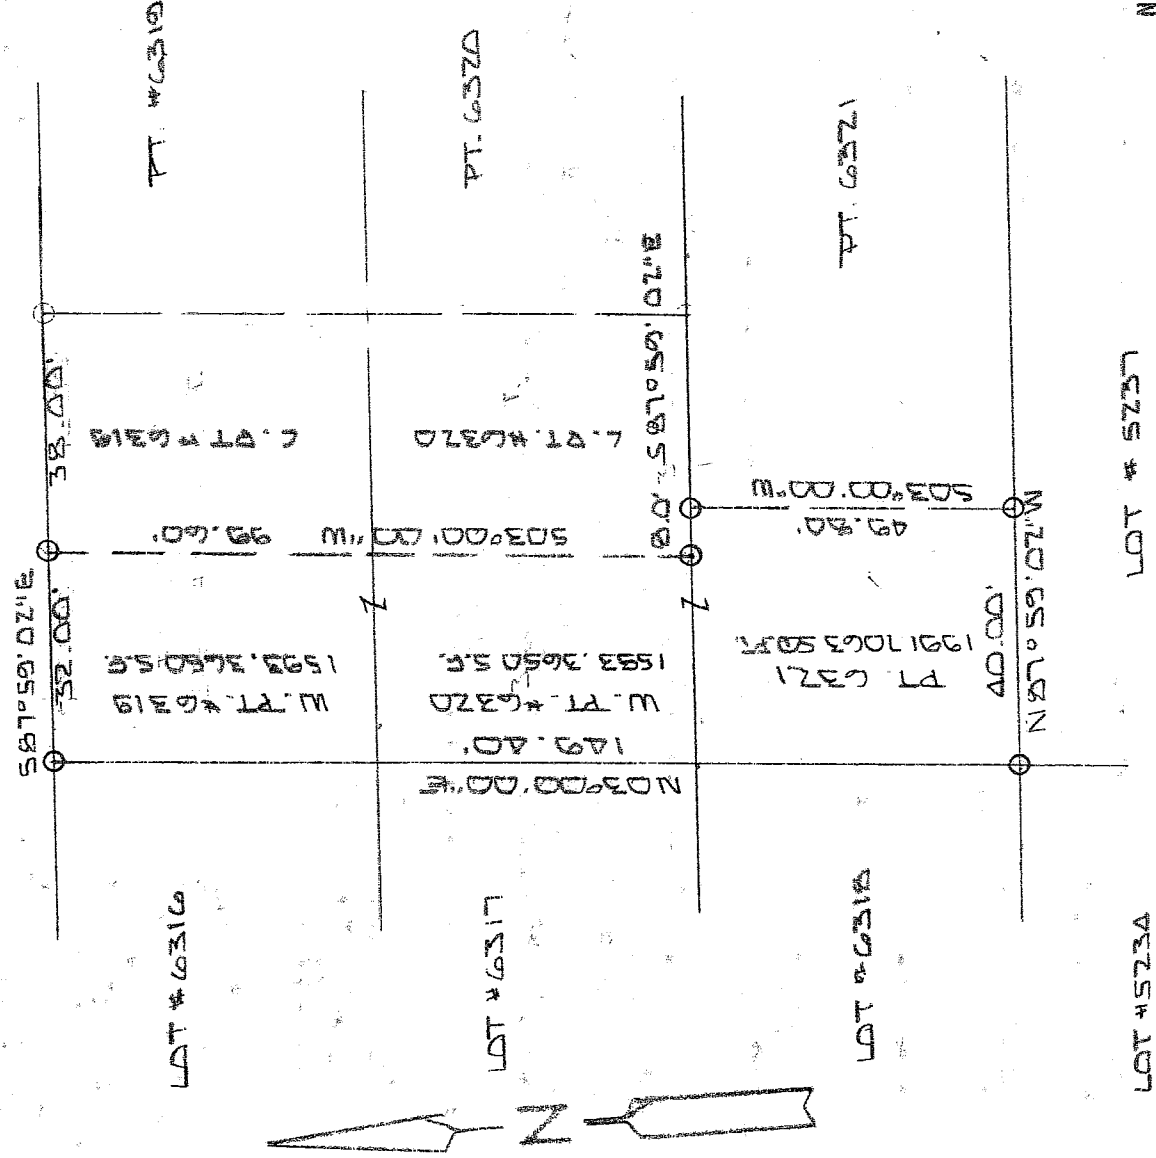 PT. #6319
PT. 6320
PT. 6321
S87°59'02"E
32.00'
38.00'
C. PT. #6319
C. PT. #6320
S03°00'00"W 99.60'
8.0' S87°59'02"E
S03°00'00"W
49.80'
W. PT. #6319
1593.3650 S.F.
W. PT. #6320
1593.3650 S.F.
PT. 6321
1991.7063 SQ.FT.
149.40'
N03°00'00"E
40.00'
N87°59'02"W
LOT #6316
LOT #6317
LOT #6318
LOT #5237
LOT #5234
N
N